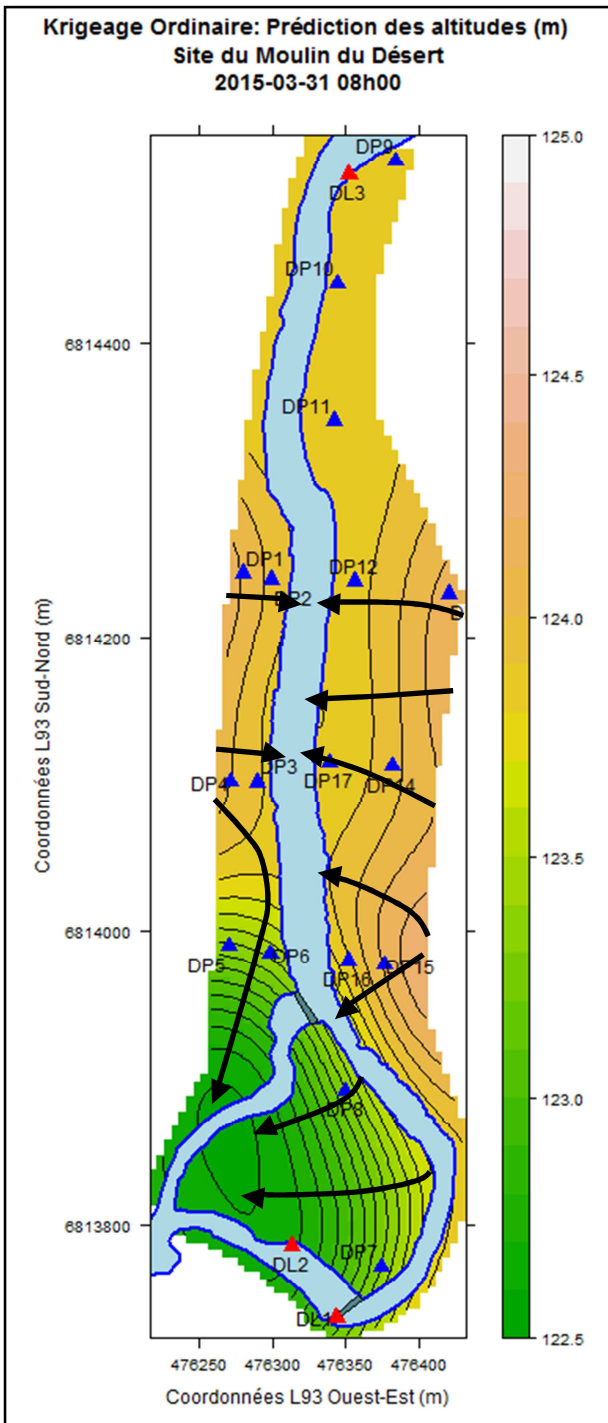 Krigeage Ordinaire: Prédiction des altitudes (m)
Site du Moulin du Désert
2015-03-31 08h00
DP9
DL3
DP10
DP11
DP1
DP2
DP12
D
DP3
DP4
DP17
DP14
DP5
DP6
DP16
DP15
DP8
DP7
DL2
DL1
6814400
6814200
6814000
6813800
Coordonnées L93 Sud-Nord (m)
476250 476300 476350 476400
Coordonnées L93 Ouest-Est (m)
125.0
124.5
124.0
123.5
123.0
122.5